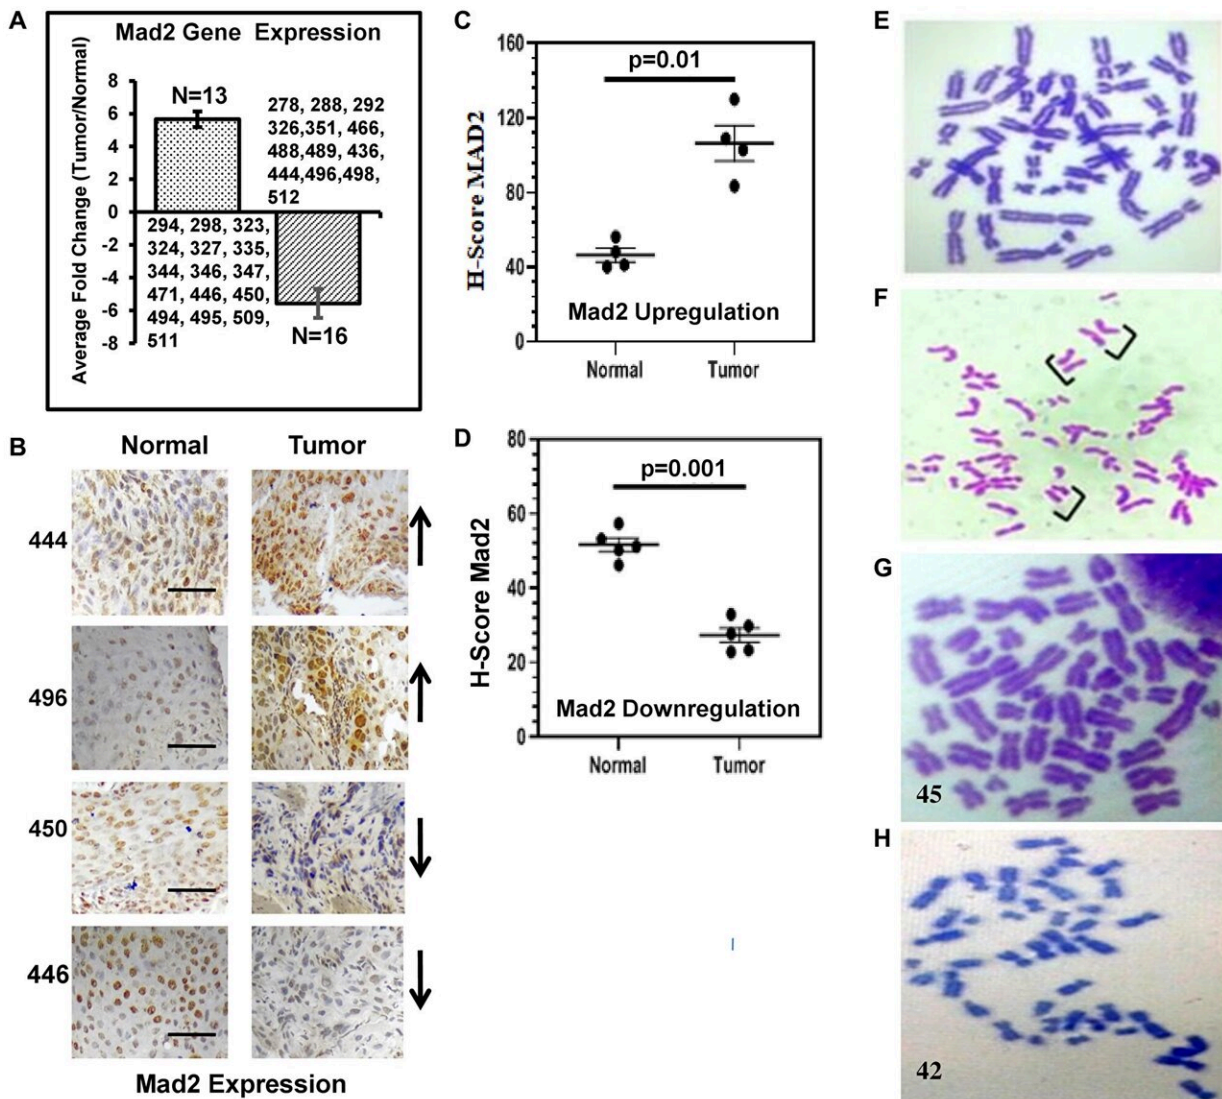 A
Mad2 Gene Expression
Average Fold Change (Tumor/Normal)
8
6
4
2
0
-2
-4
-6
-8
N=13
278, 288, 292
326,351, 466,
488,489, 436,
444,496,498,
512
294, 298, 323,
324, 327, 335,
344, 346, 347,
471, 446, 450,
494, 495, 509,
511
N=16
B
Normal Tumor
444
496
450
446
Mad2 Expression
C
H-Score MAD2
160
120
80
40
0
p=0.01
Mad2 Upregulation
Normal Tumor
D
H-Score Mad2
80
60
40
20
0
p=0.001
Mad2 Downregulation
Normal Tumor
E
F
G
45
H
42